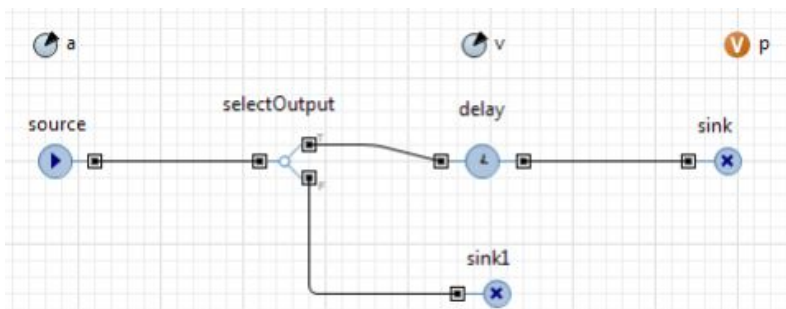 a
v
V p
selectOutput
delay
source
sink
T
F
sink1